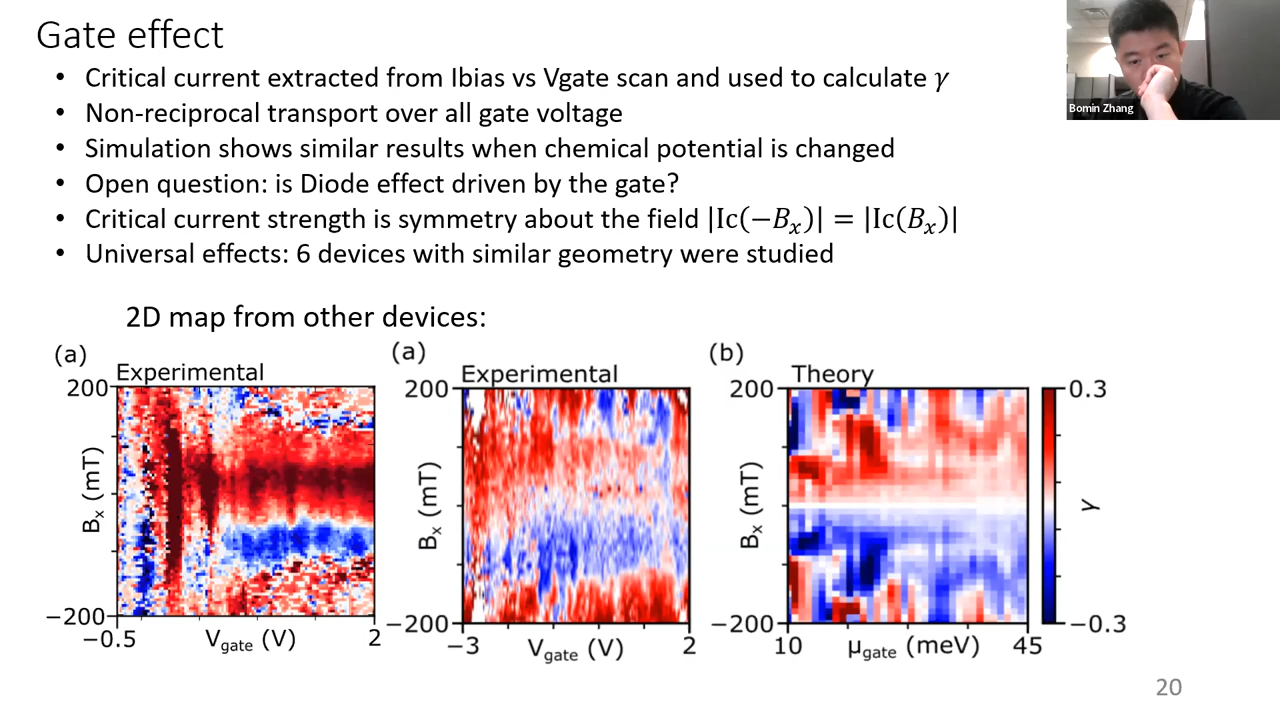 Gate effect
• Critical current extracted from Ibias vs Vgate scan and used to calculate γ
• Non-reciprocal transport over all gate voltage
• Simulation shows similar results when chemical potential is changed
• Open question: is Diode effect driven by the gate?
• Critical current strength is symmetry about the field |Ic(−Bₓ)| = |Ic(Bₓ)|
• Universal effects: 6 devices with similar geometry were studied
Bomin Zhang
2D map from other devices:
(a)
Experimental
200
Bₓ (mT)
−200
−0.5
V_gate (V)
2
(a)
Experimental
200
Bₓ (mT)
−200
−3
V_gate (V)
2
(b)
Theory
200
Bₓ (mT)
−200
10
μ_gate (meV)
45
0.3
γ
−0.3
20